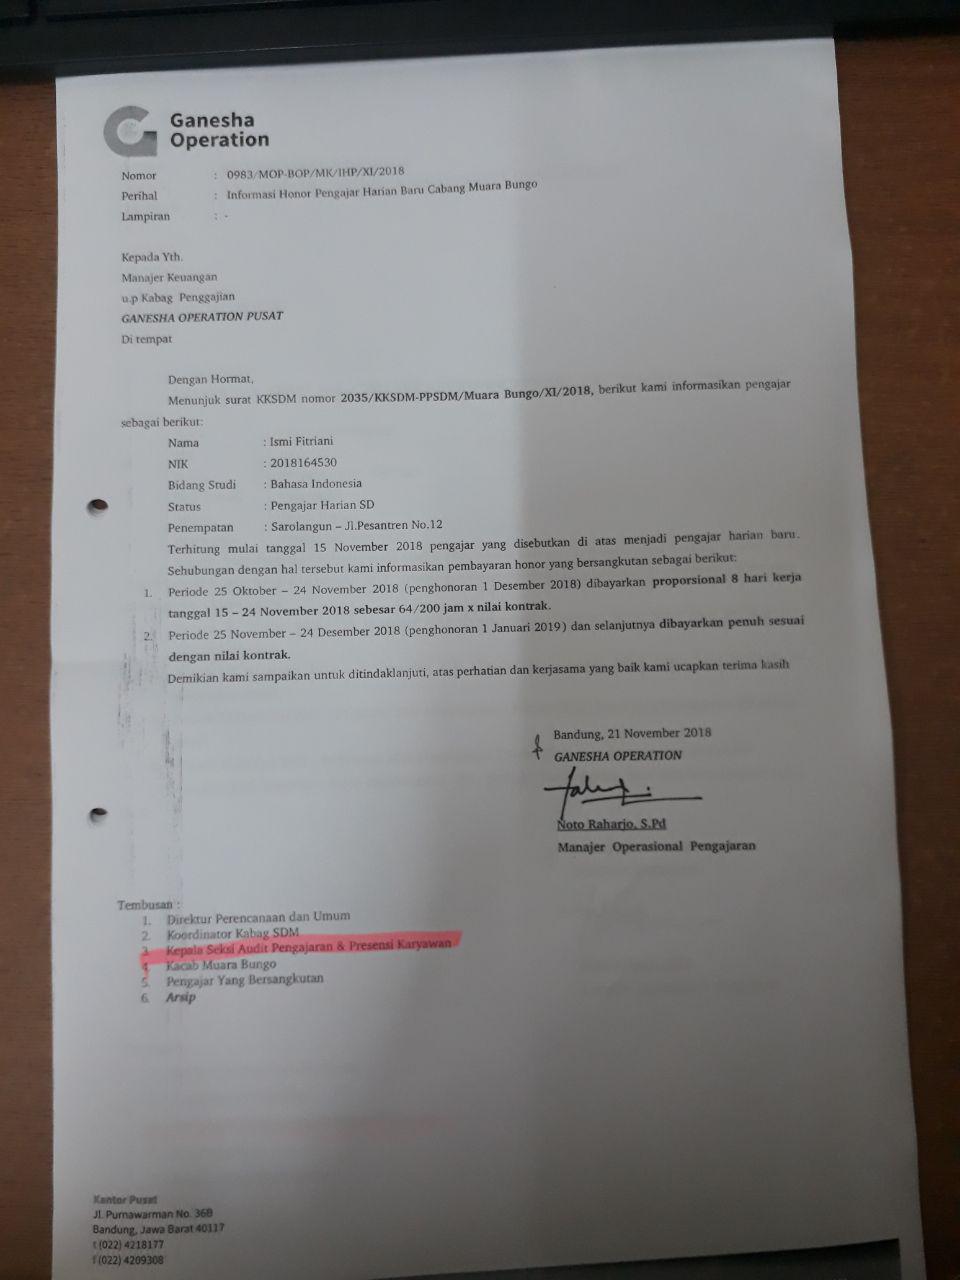 Ganesha
Operation
Nomor : 0983/MOP-BOP/MK/IHP/XI/2018
Perihal : Informasi Honor Pengajar Harian Baru Cabang Muara Bungo
Lampiran : -
Kepada Yth.
Manajer Keuangan
u.p Kabag Penggajian
GANESHA OPERATION PUSAT
Di tempat
Dengan Hormat,
Menunjuk surat KKSDM nomor 2035/KKSDM-PPSDM/Muara Bungo/XI/2018, berikut kami informasikan pengajar
sebagai berikut:
Nama : Ismi Fitriani
NIK : 2018164530
Bidang Studi : Bahasa Indonesia
Status : Pengajar Harian SD
Penempatan : Sarolangun – Jl.Pesantren No.12
Terhitung mulai tanggal 15 November 2018 pengajar yang disebutkan di atas menjadi pengajar harian baru.
Sehubungan dengan hal tersebut kami informasikan pembayaran honor yang bersangkutan sebagai berikut:
1. Periode 25 Oktober – 24 November 2018 (penghonoran 1 Desember 2018) dibayarkan proporsional 8 hari kerja
tanggal 15 – 24 November 2018 sebesar 64/200 jam x nilai kontrak.
2. Periode 25 November – 24 Desember 2018 (penghonoran 1 Januari 2019) dan selanjutnya dibayarkan penuh sesuai
dengan nilai kontrak.
Demikian kami sampaikan untuk ditindaklanjuti, atas perhatian dan kerjasama yang baik kami ucapkan terima kasih
Bandung, 21 November 2018
GANESHA OPERATION
Noto Raharjo, S.Pd
Manajer Operasional Pengajaran
Tembusan :
1. Direktur Perencanaan dan Umum
2. Koordinator Kabag SDM
3. Kepala Seksi Audit Pengajaran & Presensi Karyawan
4. Kacab Muara Bungo
5. Pengajar Yang Bersangkutan
6. Arsip
Kantor Pusat
Jl. Purnawarman No. 36B
Bandung, Jawa Barat 40117
t (022) 4218177
f (022) 4209308